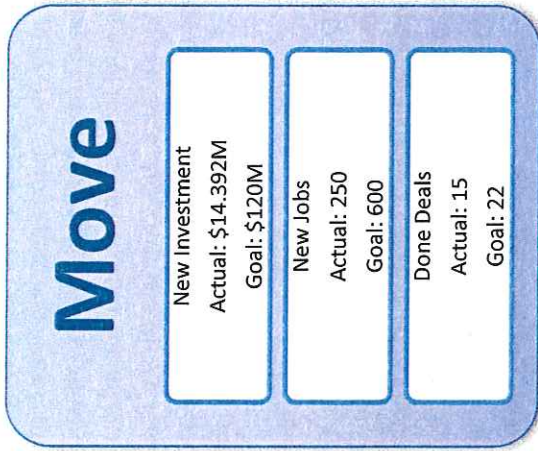 Move
New Investment
Actual: $14.392M
Goal: $120M
New Jobs
Actual: 250
Goal: 600
Done Deals
Actual: 15
Goal: 22